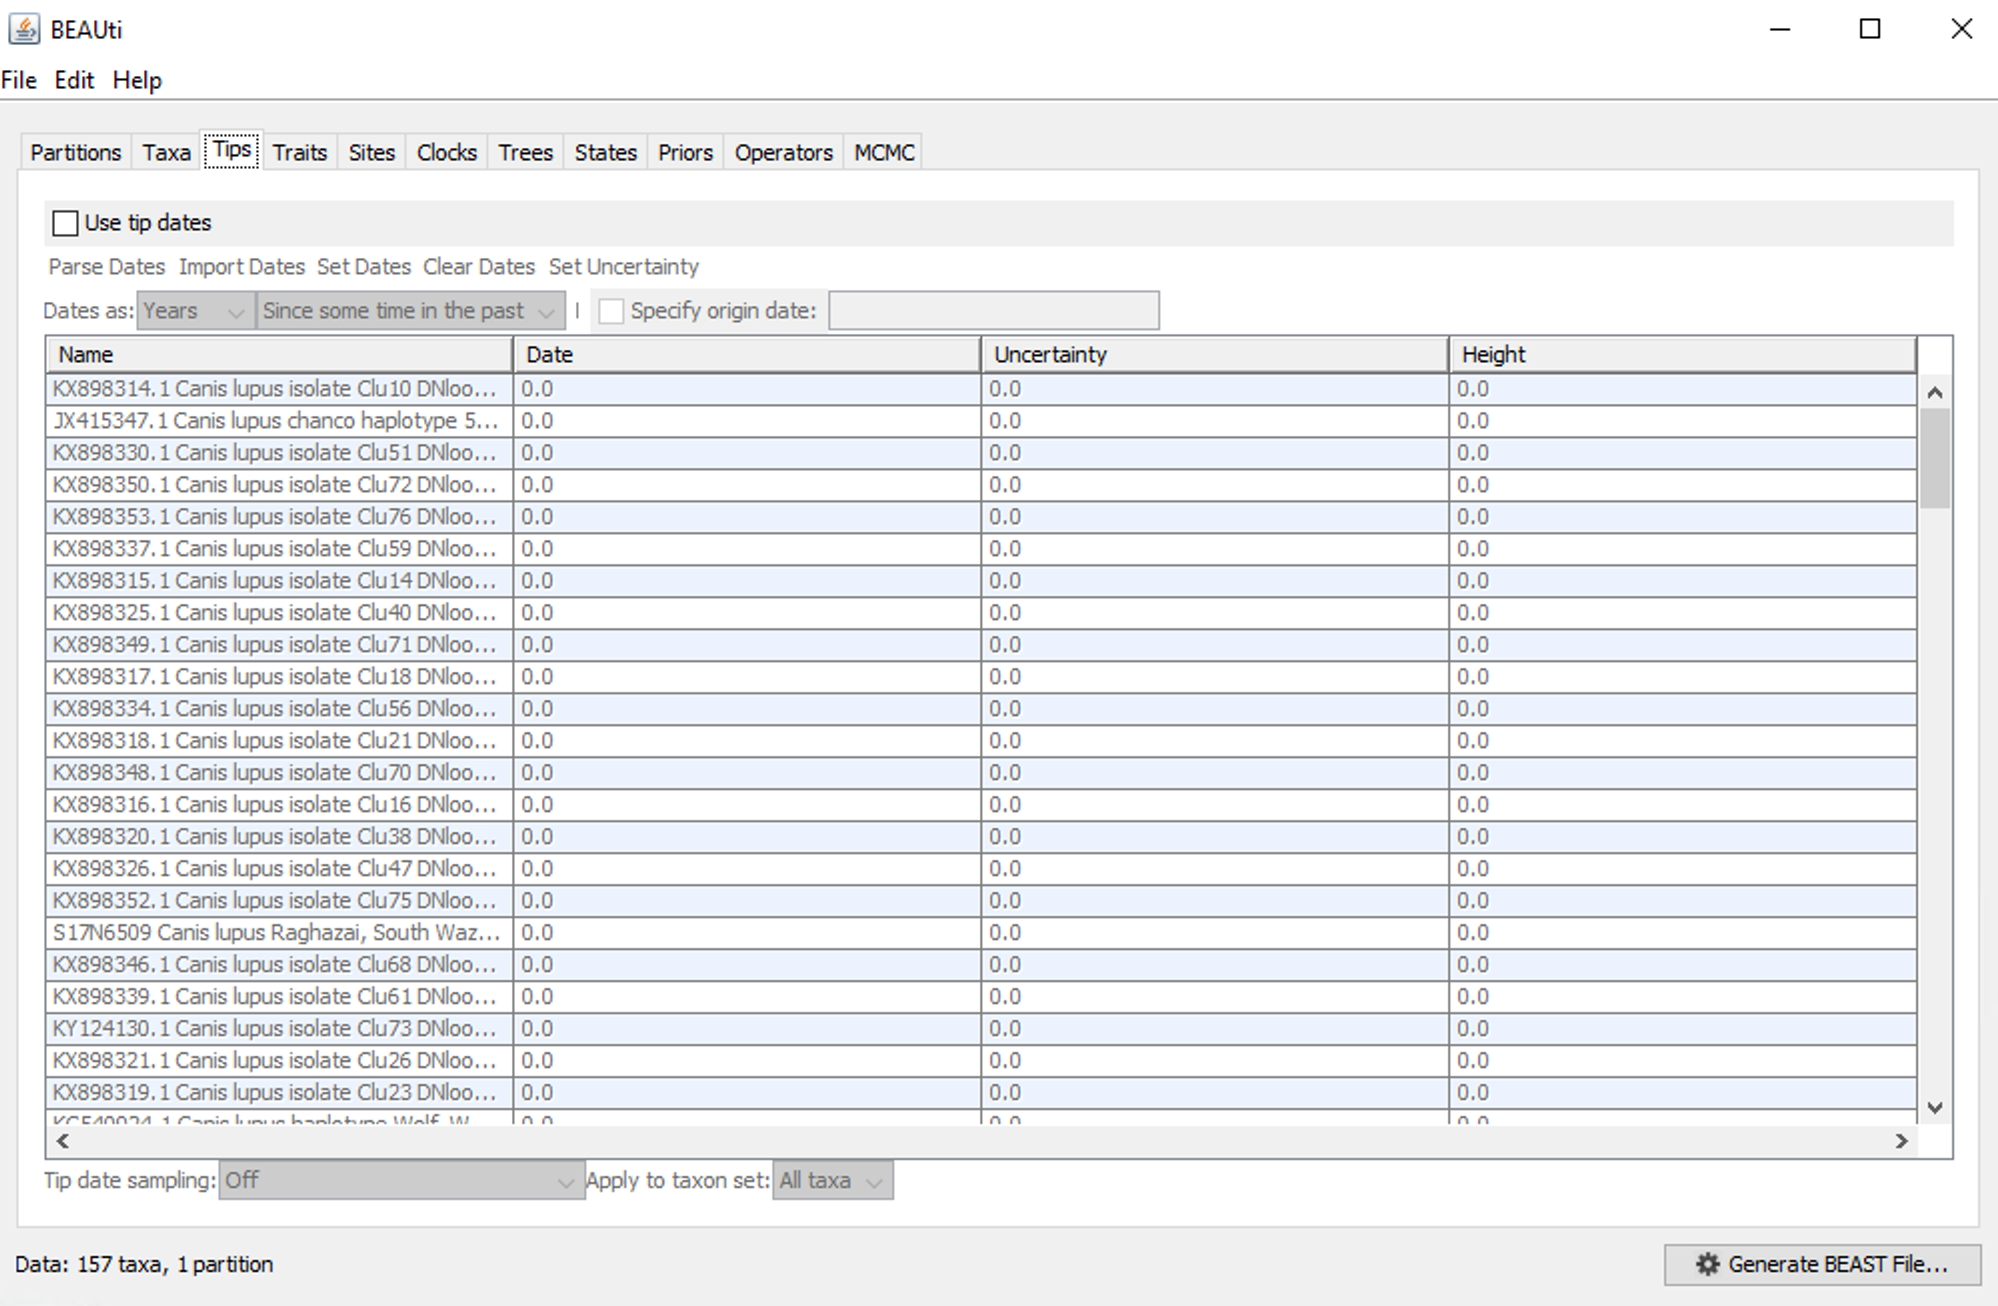 BEAUti
File Edit Help
Partitions Taxa Tips Traits Sites Clocks Trees States Priors Operators MCMC
Use tip dates
Parse Dates Import Dates Set Dates Clear Dates Set Uncertainty
Dates as: Years Since some time in the past | Specify origin date:
Name Date Uncertainty Height
KX898314.1 Canis lupus isolate Clu10 DNloo... 0.0 0.0 0.0
JX415347.1 Canis lupus chanco haplotype 5... 0.0 0.0 0.0
KX898330.1 Canis lupus isolate Clu51 DNloo... 0.0 0.0 0.0
KX898350.1 Canis lupus isolate Clu72 DNloo... 0.0 0.0 0.0
KX898353.1 Canis lupus isolate Clu76 DNloo... 0.0 0.0 0.0
KX898337.1 Canis lupus isolate Clu59 DNloo... 0.0 0.0 0.0
KX898315.1 Canis lupus isolate Clu14 DNloo... 0.0 0.0 0.0
KX898325.1 Canis lupus isolate Clu40 DNloo... 0.0 0.0 0.0
KX898349.1 Canis lupus isolate Clu71 DNloo... 0.0 0.0 0.0
KX898317.1 Canis lupus isolate Clu18 DNloo... 0.0 0.0 0.0
KX898334.1 Canis lupus isolate Clu56 DNloo... 0.0 0.0 0.0
KX898318.1 Canis lupus isolate Clu21 DNloo... 0.0 0.0 0.0
KX898348.1 Canis lupus isolate Clu70 DNloo... 0.0 0.0 0.0
KX898316.1 Canis lupus isolate Clu16 DNloo... 0.0 0.0 0.0
KX898320.1 Canis lupus isolate Clu38 DNloo... 0.0 0.0 0.0
KX898326.1 Canis lupus isolate Clu47 DNloo... 0.0 0.0 0.0
KX898352.1 Canis lupus isolate Clu75 DNloo... 0.0 0.0 0.0
S17N6509 Canis lupus Raghazai, South Waz... 0.0 0.0 0.0
KX898346.1 Canis lupus isolate Clu68 DNloo... 0.0 0.0 0.0
KX898339.1 Canis lupus isolate Clu61 DNloo... 0.0 0.0 0.0
KY124130.1 Canis lupus isolate Clu73 DNloo... 0.0 0.0 0.0
KX898321.1 Canis lupus isolate Clu26 DNloo... 0.0 0.0 0.0
KX898319.1 Canis lupus isolate Clu23 DNloo... 0.0 0.0 0.0
Canis lupus haplotype Wolf 0.0 0.0 0.0
Tip date sampling: Off Apply to taxon set: All taxa
Data: 157 taxa, 1 partition
Generate BEAST File...